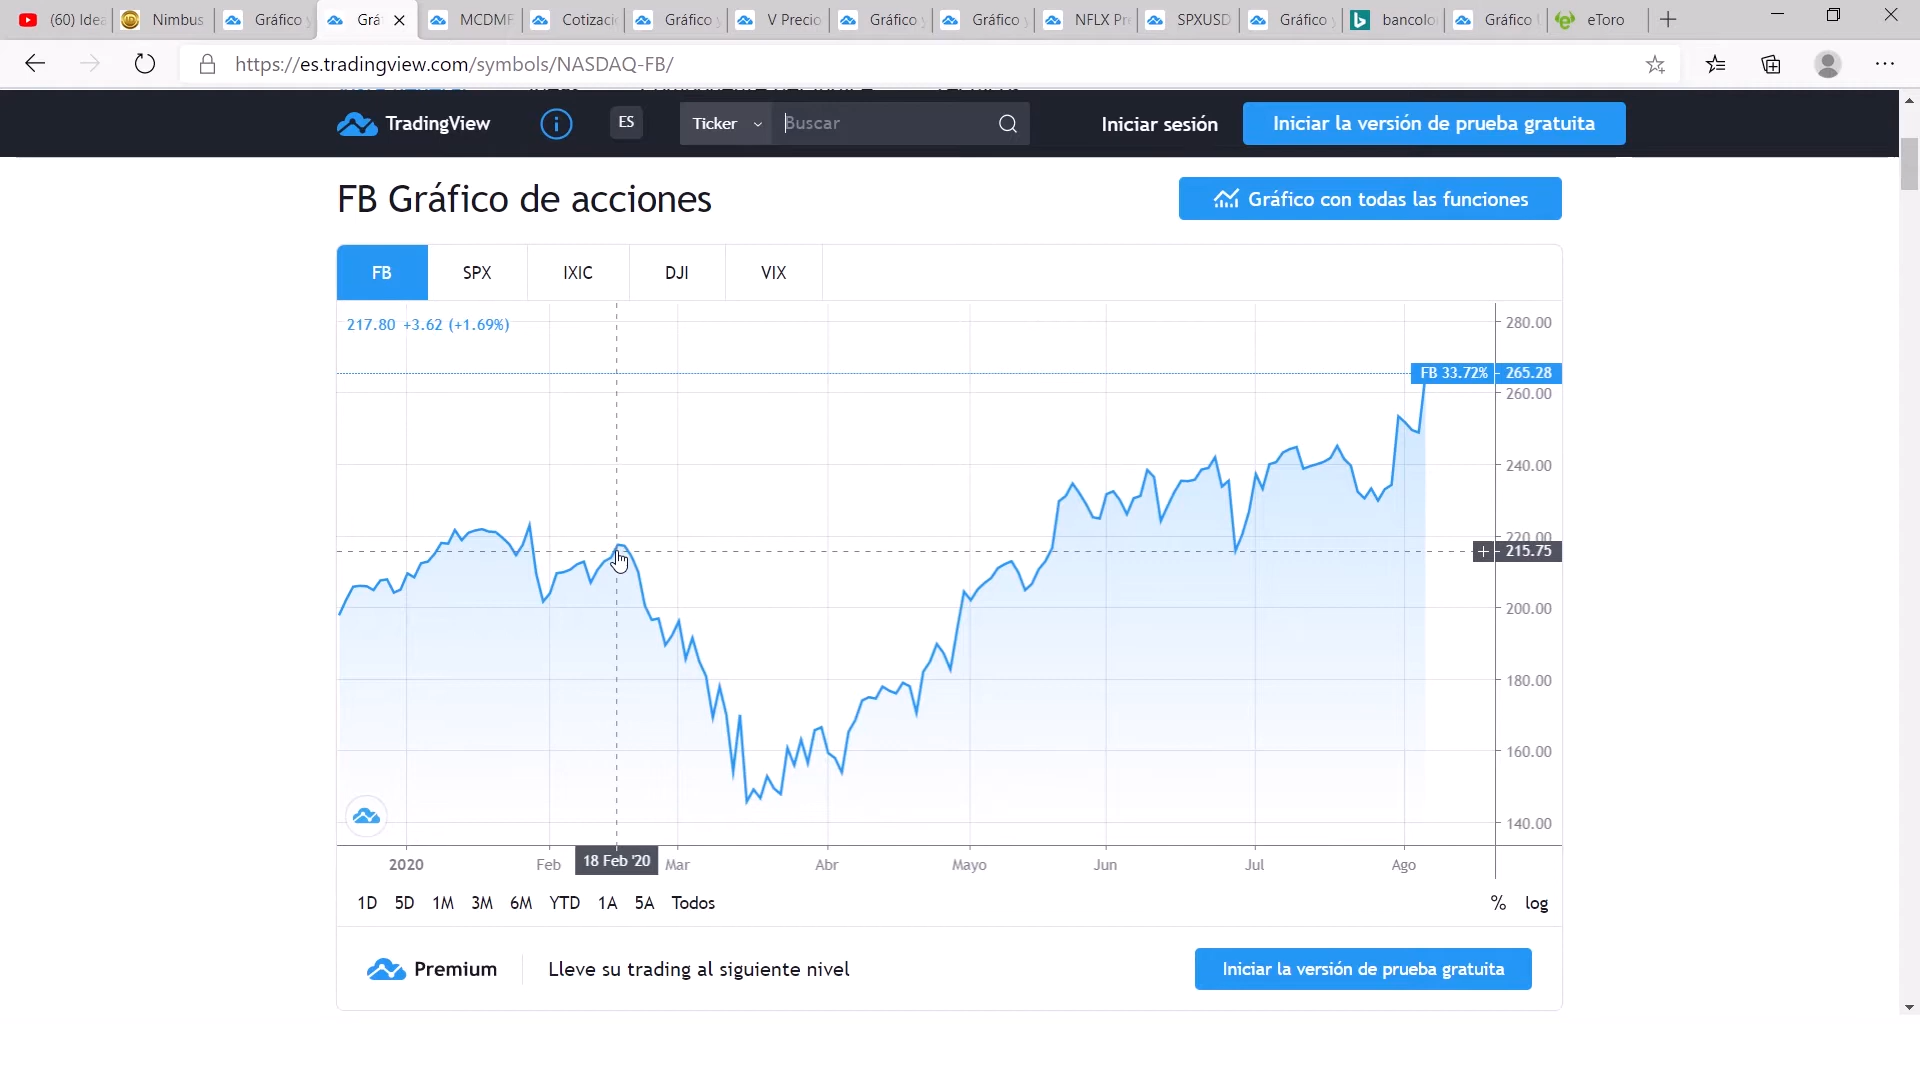 (60) Idea
Nimbus
Gráfico y
Grá
MCDMF
Cotizaci
Gráfico y
V Precio
Gráfico y
Gráfico y
NFLX Pr
SPXUSD
Gráfico y
bancolo
Gráfico
eToro
https://es.tradingview.com/symbols/NASDAQ-FB/
TradingView
ES
Ticker
Buscar
Iniciar sesión
Iniciar la versión de prueba gratuita
FB Gráfico de acciones
Gráfico con todas las funciones
FB SPX IXIC DJI VIX
217.80 +3.62 (+1.69%)
280.00
FB 33.72% 265.28
260.00
240.00
220.00
215.75
200.00
180.00
160.00
140.00
2020 Feb 18 Feb '20 Mar Abr Mayo Jun Jul Ago
1D 5D 1M 3M 6M YTD 1A 5A Todos % log
Premium
Lleve su trading al siguiente nivel
Iniciar la versión de prueba gratuita